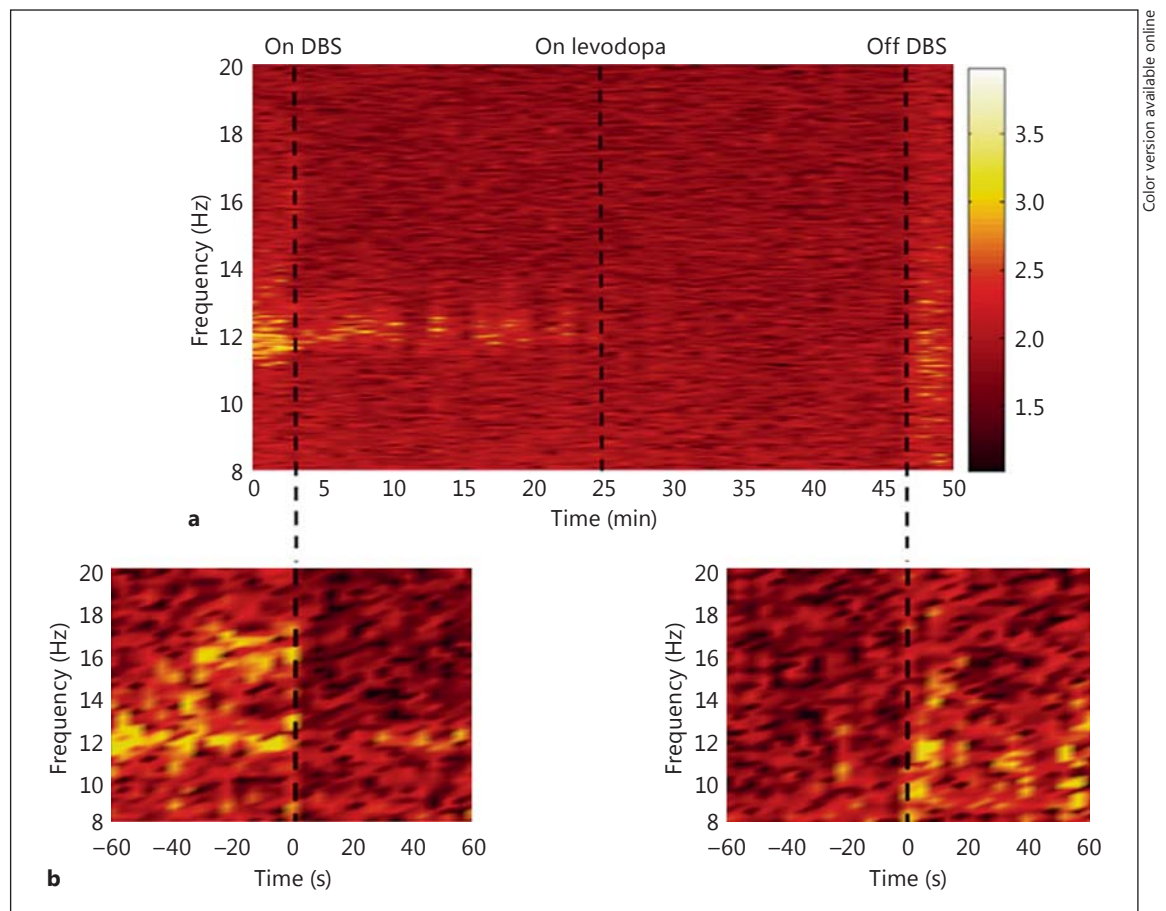 Color version available online
On DBS On levodopa Off DBS
20
18
16
14
12
10
8
Frequency (Hz)
3.5
3.0
2.5
2.0
1.5
0 5 10 15 20 25 30 35 40 45 50
Time (min)
a
20
18
16
14
12
10
8
Frequency (Hz)
−60 −40 −20 0 20 40 60
Time (s)
b
20
18
16
14
12
10
8
Frequency (Hz)
−60 −40 −20 0 20 40 60
Time (s)